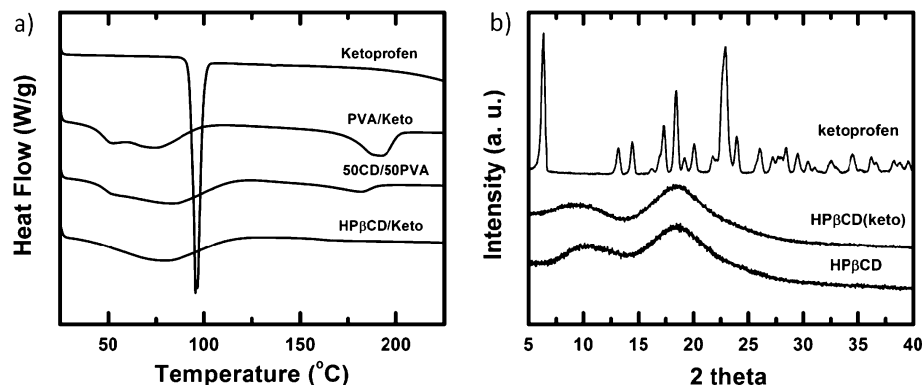 a)
Heat Flow (W/g)
Ketoprofen
PVA/Keto
50CD/50PVA
HPβCD/Keto
50 100 150 200
Temperature (°C)
b)
Intensity (a. u.)
ketoprofen
HPβCD(keto)
HPβCD
5 10 15 20 25 30 35 40
2 theta